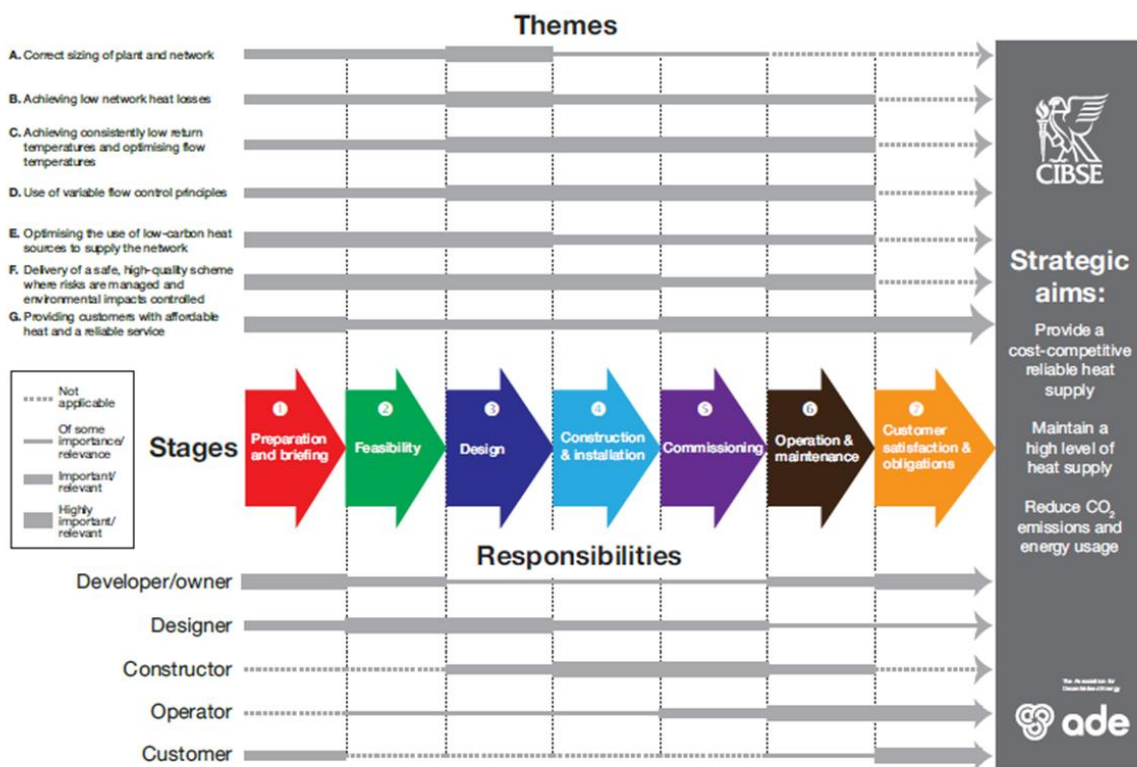 Themes
A. Correct sizing of plant and network
B. Achieving low network heat losses
C. Achieving consistently low return
temperatures and optimising flow
temperatures
D. Use of variable flow control principles
E. Optimising the use of low-carbon heat
sources to supply the network
F. Delivery of a safe, high-quality scheme
where risks are managed and
environmental impacts controlled
G. Providing customers with affordable
heat and a reliable service
Not
applicable
Of some
importance/
relevance
Important/
relevant
Highly
important/
relevant
Stages
1
Preparation
and briefing
2
Feasibility
3
Design
4
Construction
& installation
5
Commissioning
6
Operation &
maintenance
7
Customer
satisfaction &
obligations
Responsibilities
Developer/owner
Designer
Constructor
Operator
Customer
CIBSE
Strategic
aims:
Provide a
cost-competitive
reliable heat
supply
Maintain a
high level of
heat supply
Reduce CO₂
emissions and
energy usage
The Association for
Decentralised Energy
ade